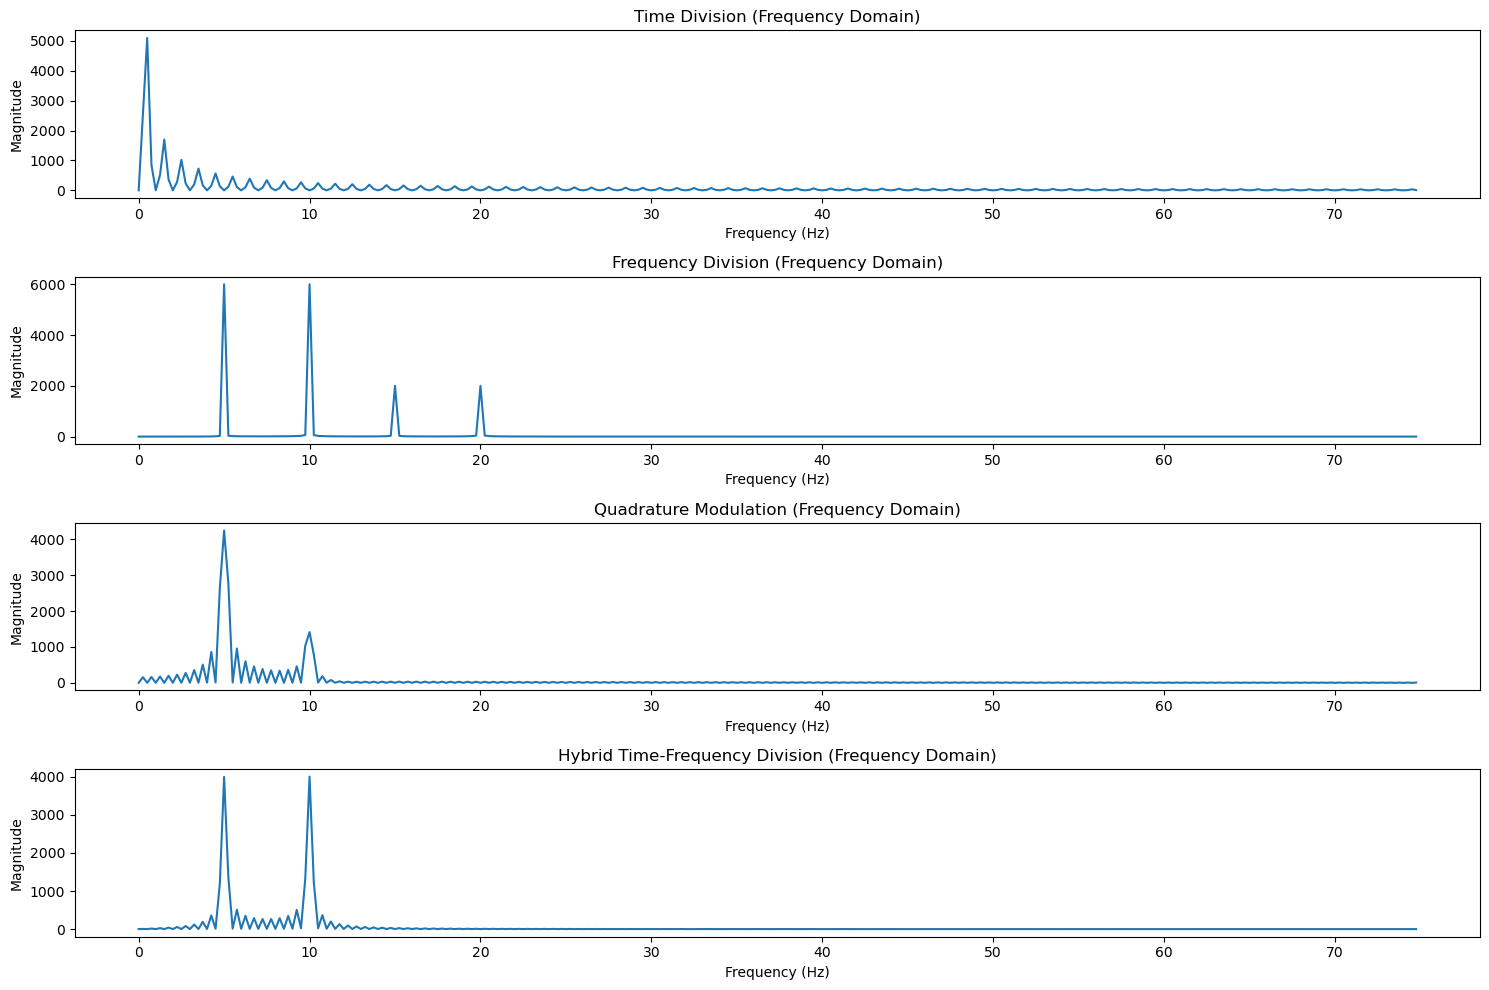 Time Division (Frequency Domain)
5000
4000
3000
2000
1000
0
Magnitude
0 10 20 30 40 50 60 70
Frequency (Hz)
Frequency Division (Frequency Domain)
6000
4000
2000
0
Magnitude
0 10 20 30 40 50 60 70
Frequency (Hz)
Quadrature Modulation (Frequency Domain)
4000
3000
2000
1000
0
Magnitude
0 10 20 30 40 50 60 70
Frequency (Hz)
Hybrid Time-Frequency Division (Frequency Domain)
4000
3000
2000
1000
0
Magnitude
0 10 20 30 40 50 60 70
Frequency (Hz)